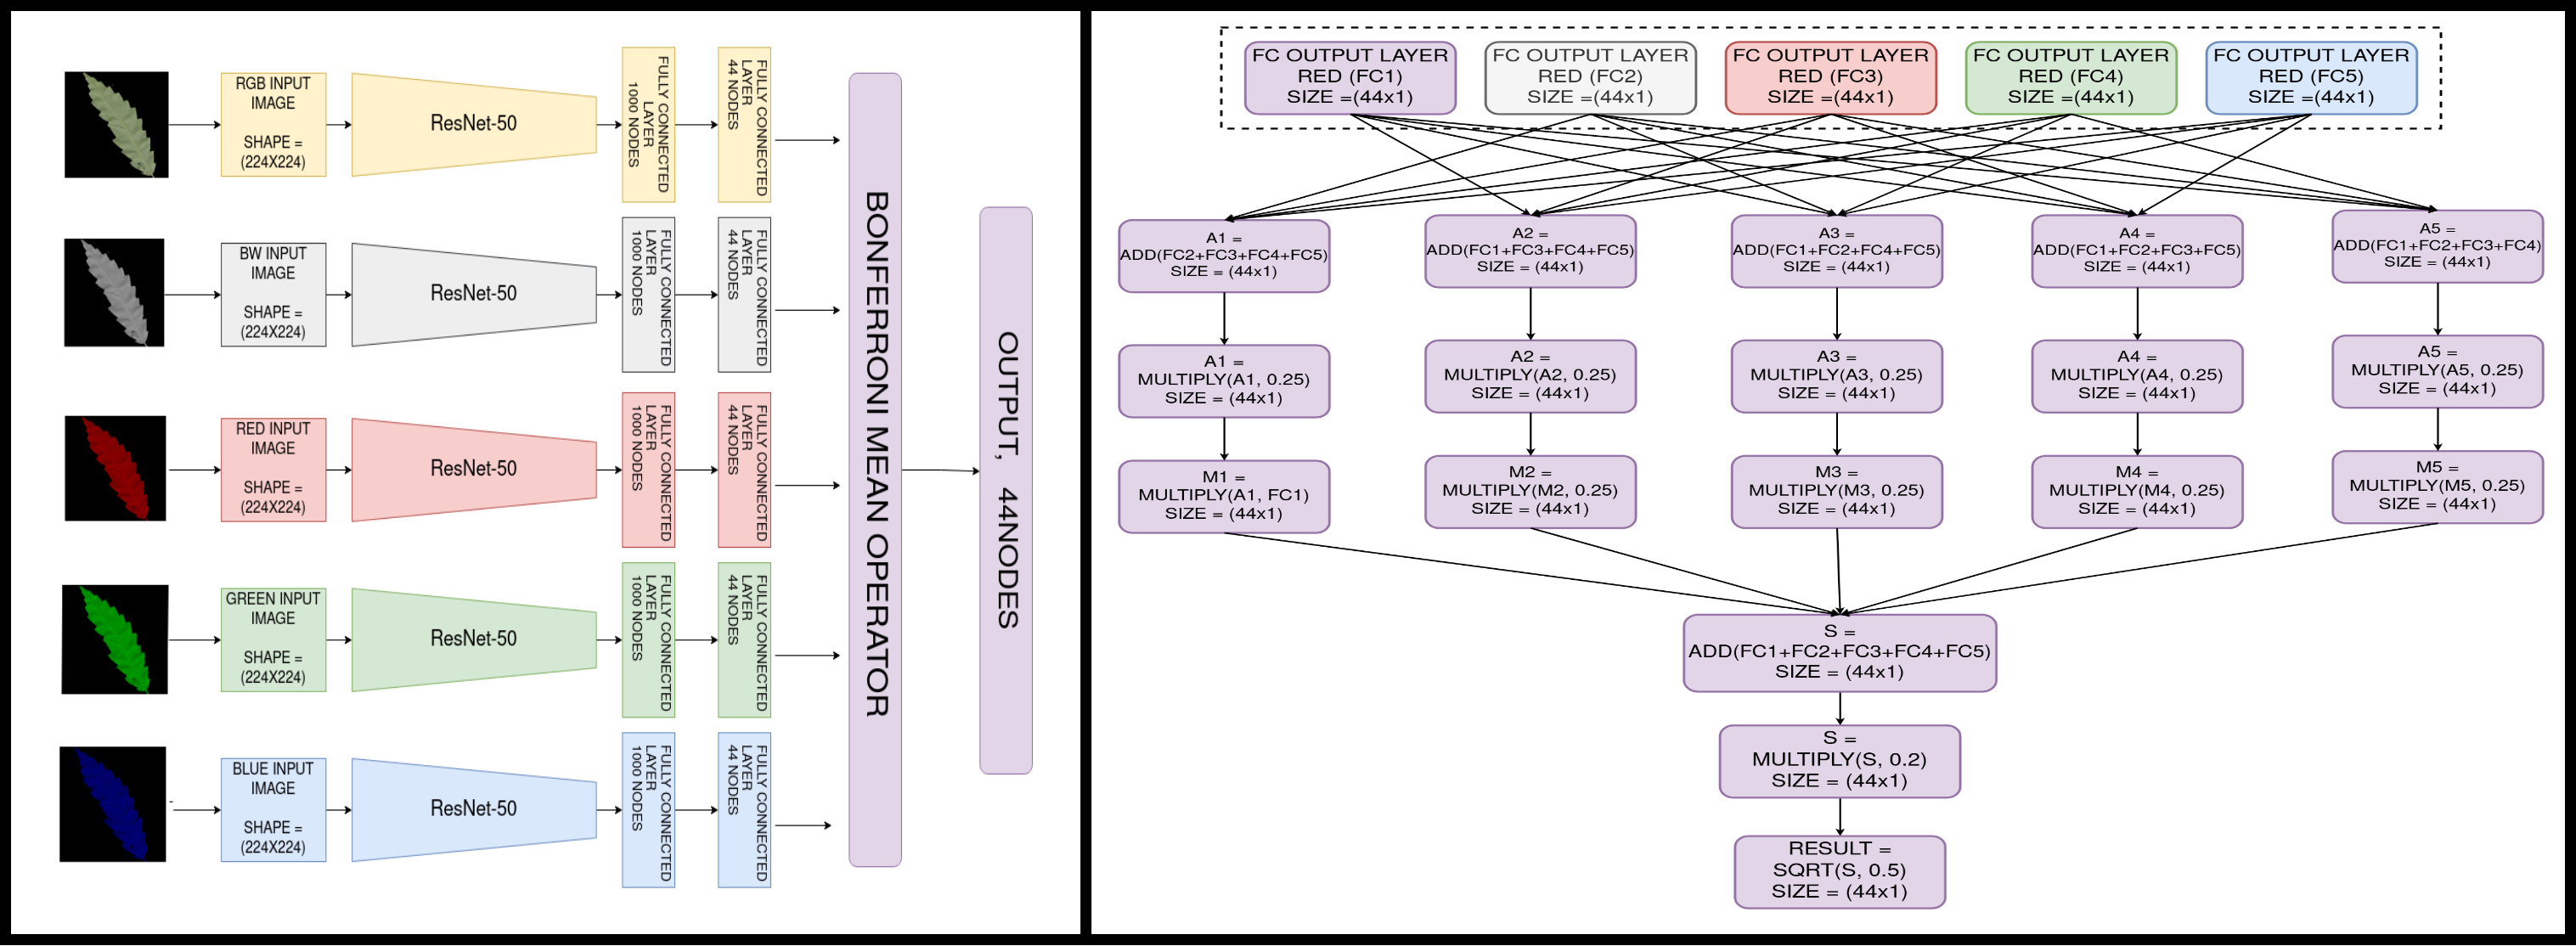 RGB INPUT
IMAGE
SHAPE =
(224X224)
ResNet-50
FULLY CONNECTED
LAYER
1000 NODES
FULLY CONNECTED
LAYER
44 NODES
BW INPUT
IMAGE
SHAPE =
(224X224)
ResNet-50
FULLY CONNECTED
LAYER
1000 NODES
FULLY CONNECTED
LAYER
44 NODES
RED INPUT
IMAGE
SHAPE =
(224X224)
ResNet-50
FULLY CONNECTED
LAYER
1000 NODES
FULLY CONNECTED
LAYER
44 NODES
GREEN INPUT
IMAGE
SHAPE =
(224X224)
ResNet-50
FULLY CONNECTED
LAYER
1000 NODES
FULLY CONNECTED
LAYER
44 NODES
BLUE INPUT
IMAGE
SHAPE =
(224X224)
ResNet-50
FULLY CONNECTED
LAYER
1000 NODES
FULLY CONNECTED
LAYER
44 NODES
BONFERRONI MEAN OPERATOR
OUTPUT, 44NODES
FC OUTPUT LAYER
RED (FC1)
SIZE =(44x1)
FC OUTPUT LAYER
RED (FC2)
SIZE =(44x1)
FC OUTPUT LAYER
RED (FC3)
SIZE =(44x1)
FC OUTPUT LAYER
RED (FC4)
SIZE =(44x1)
FC OUTPUT LAYER
RED (FC5)
SIZE =(44x1)
A1 =
ADD(FC2+FC3+FC4+FC5)
SIZE = (44x1)
A2 =
ADD(FC1+FC3+FC4+FC5)
SIZE = (44x1)
A3 =
ADD(FC1+FC2+FC4+FC5)
SIZE = (44x1)
A4 =
ADD(FC1+FC2+FC3+FC5)
SIZE = (44x1)
A5 =
ADD(FC1+FC2+FC3+FC4)
SIZE = (44x1)
A1 =
MULTIPLY(A1, 0.25)
SIZE = (44x1)
A2 =
MULTIPLY(A2, 0.25)
SIZE = (44x1)
A3 =
MULTIPLY(A3, 0.25)
SIZE = (44x1)
A4 =
MULTIPLY(A4, 0.25)
SIZE = (44x1)
A5 =
MULTIPLY(A5, 0.25)
SIZE = (44x1)
M1 =
MULTIPLY(A1, FC1)
SIZE = (44x1)
M2 =
MULTIPLY(M2, 0.25)
SIZE = (44x1)
M3 =
MULTIPLY(M3, 0.25)
SIZE = (44x1)
M4 =
MULTIPLY(M4, 0.25)
SIZE = (44x1)
M5 =
MULTIPLY(M5, 0.25)
SIZE = (44x1)
S =
ADD(FC1+FC2+FC3+FC4+FC5)
SIZE = (44x1)
S =
MULTIPLY(S, 0.2)
SIZE = (44x1)
RESULT =
SQRT(S, 0.5)
SIZE = (44x1)